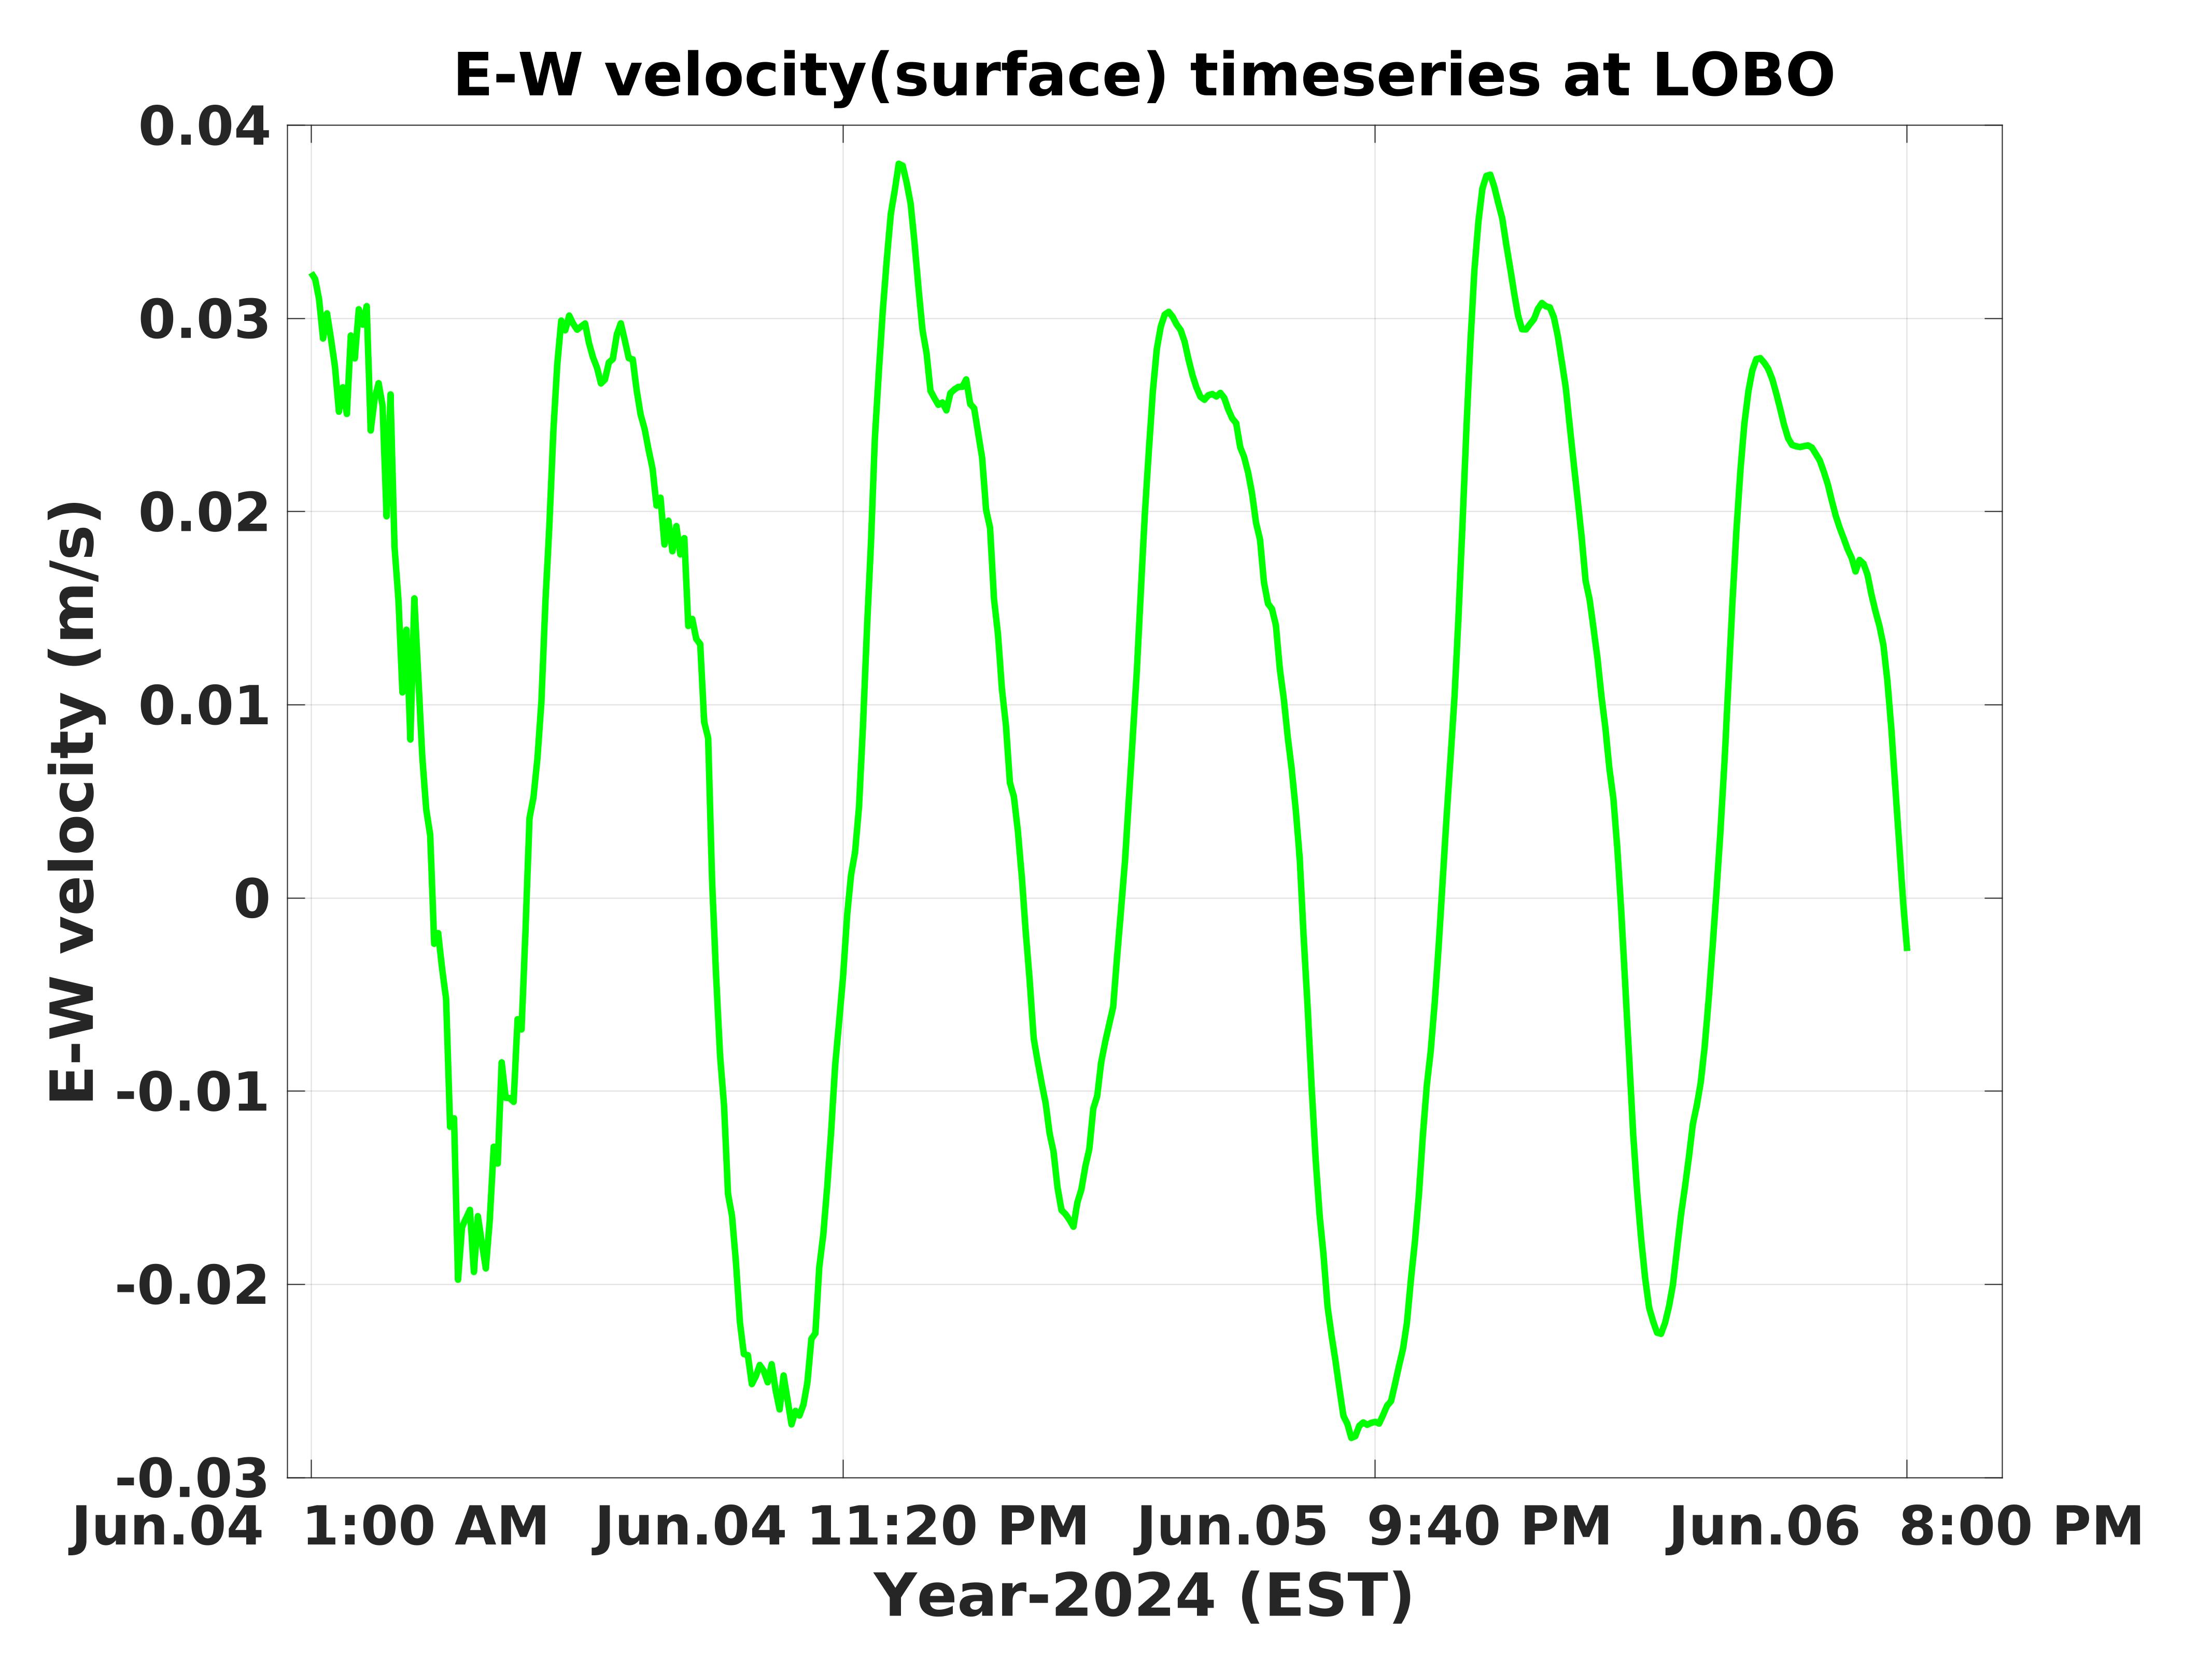 E-W velocity(surface) timeseries at LOBO
0.04
0.03
0.02
0.01
0
-0.01
-0.02
-0.03
E-W velocity (m/s)
Jun.04 1:00 AM Jun.04 11:20 PM Jun.05 9:40 PM Jun.06 8:00 PM
Year-2024 (EST)